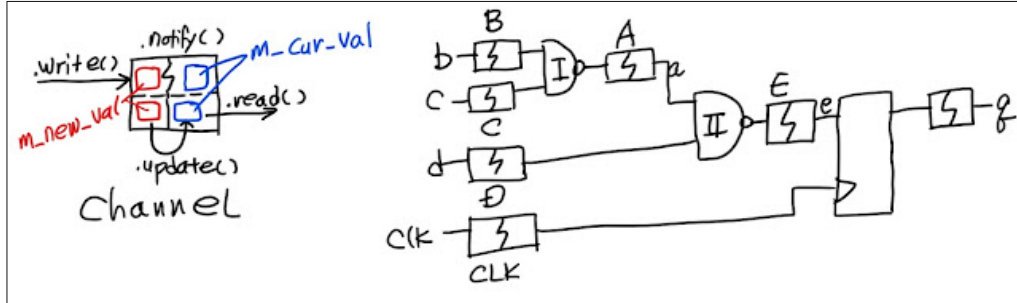 .notify()
m_cur_val
.write()
.read()
m_new_val
.update()
Channel
B
b
I
A
a
C
C
E
e
II
q
d
D
Clk
CLK